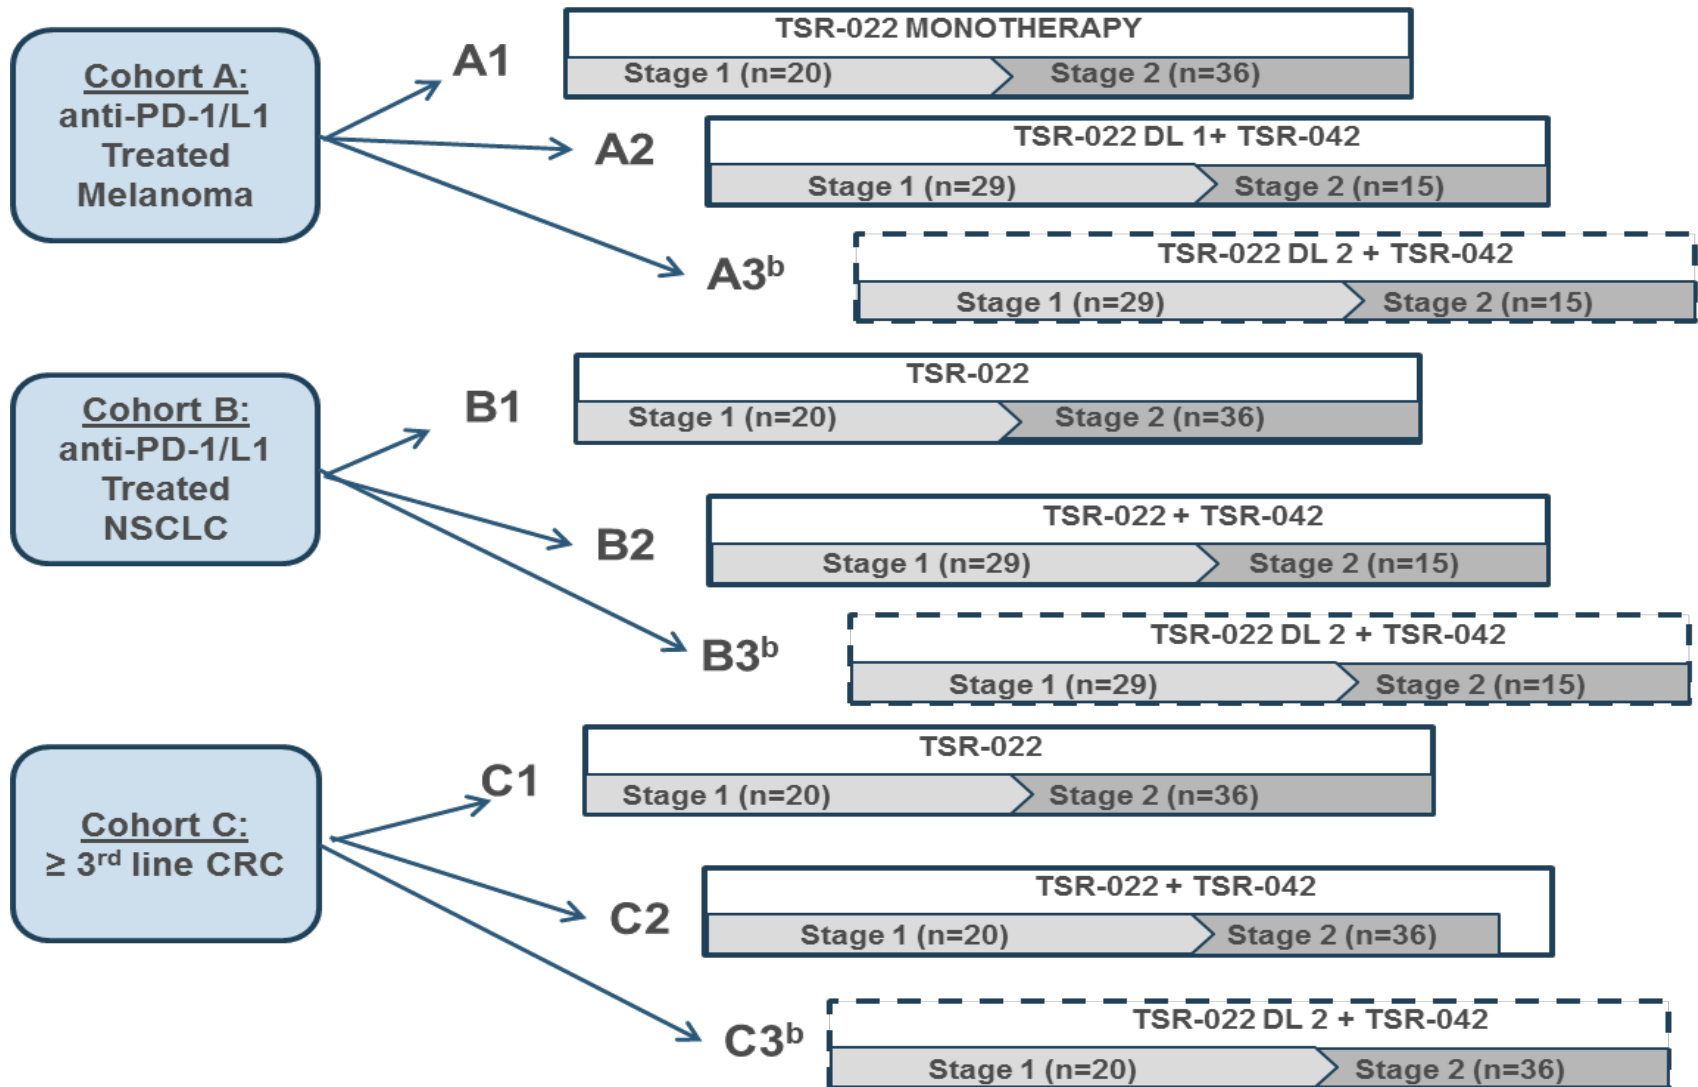 Cohort A:
anti-PD-1/L1
Treated
Melanoma
A1
TSR-022 MONOTHERAPY
Stage 1 (n=20)
Stage 2 (n=36)
A2
TSR-022 DL 1+ TSR-042
Stage 1 (n=29)
Stage 2 (n=15)
A3ᵇ
TSR-022 DL 2 + TSR-042
Stage 1 (n=29)
Stage 2 (n=15)
Cohort B:
anti-PD-1/L1
Treated
NSCLC
B1
TSR-022
Stage 1 (n=20)
Stage 2 (n=36)
B2
TSR-022 + TSR-042
Stage 1 (n=29)
Stage 2 (n=15)
B3ᵇ
TSR-022 DL 2 + TSR-042
Stage 1 (n=29)
Stage 2 (n=15)
Cohort C:
≥ 3ʳᵈ line CRC
C1
TSR-022
Stage 1 (n=20)
Stage 2 (n=36)
C2
TSR-022 + TSR-042
Stage 1 (n=20)
Stage 2 (n=36)
C3ᵇ
TSR-022 DL 2 + TSR-042
Stage 1 (n=20)
Stage 2 (n=36)